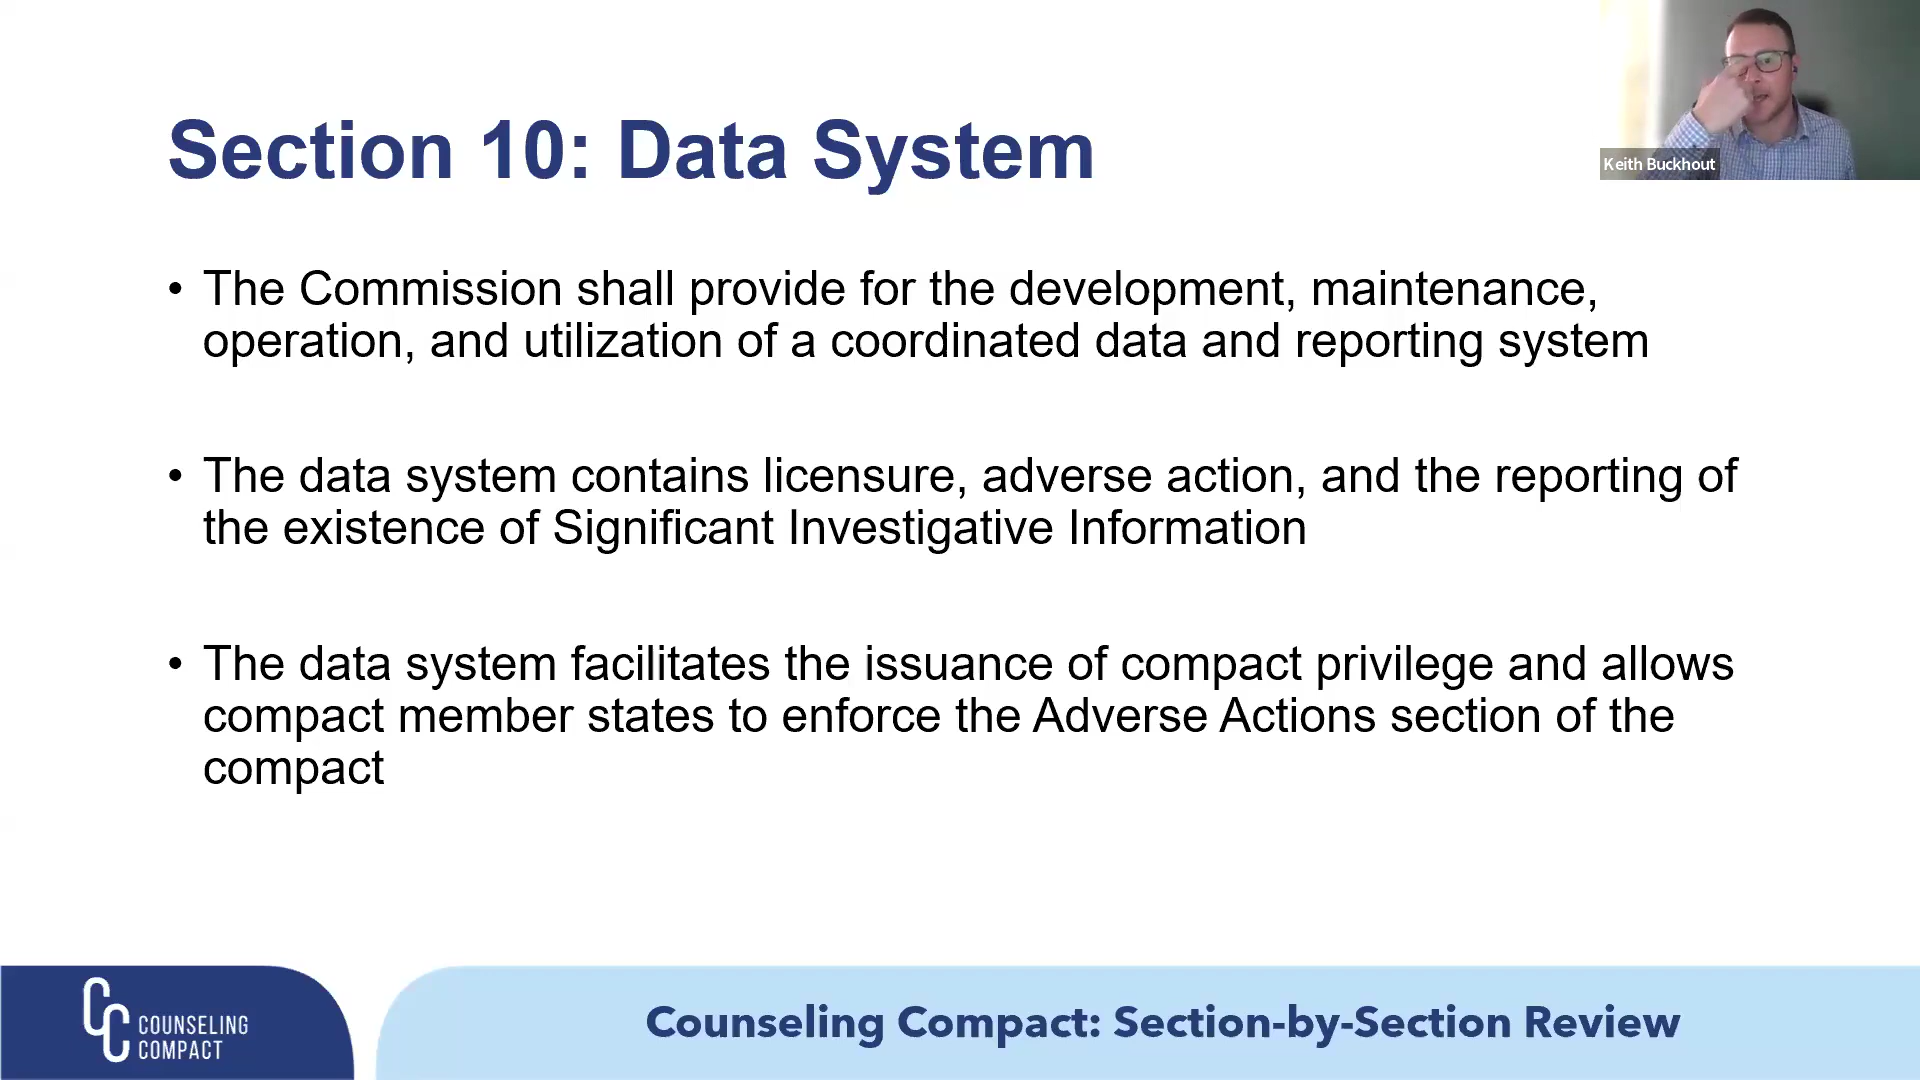 Keith Buckhout
Section 10: Data System
• The Commission shall provide for the development, maintenance,
operation, and utilization of a coordinated data and reporting system
• The data system contains licensure, adverse action, and the reporting of
the existence of Significant Investigative Information
• The data system facilitates the issuance of compact privilege and allows
compact member states to enforce the Adverse Actions section of the
compact
CC
COUNSELING
COMPACT
Counseling Compact: Section-by-Section Review